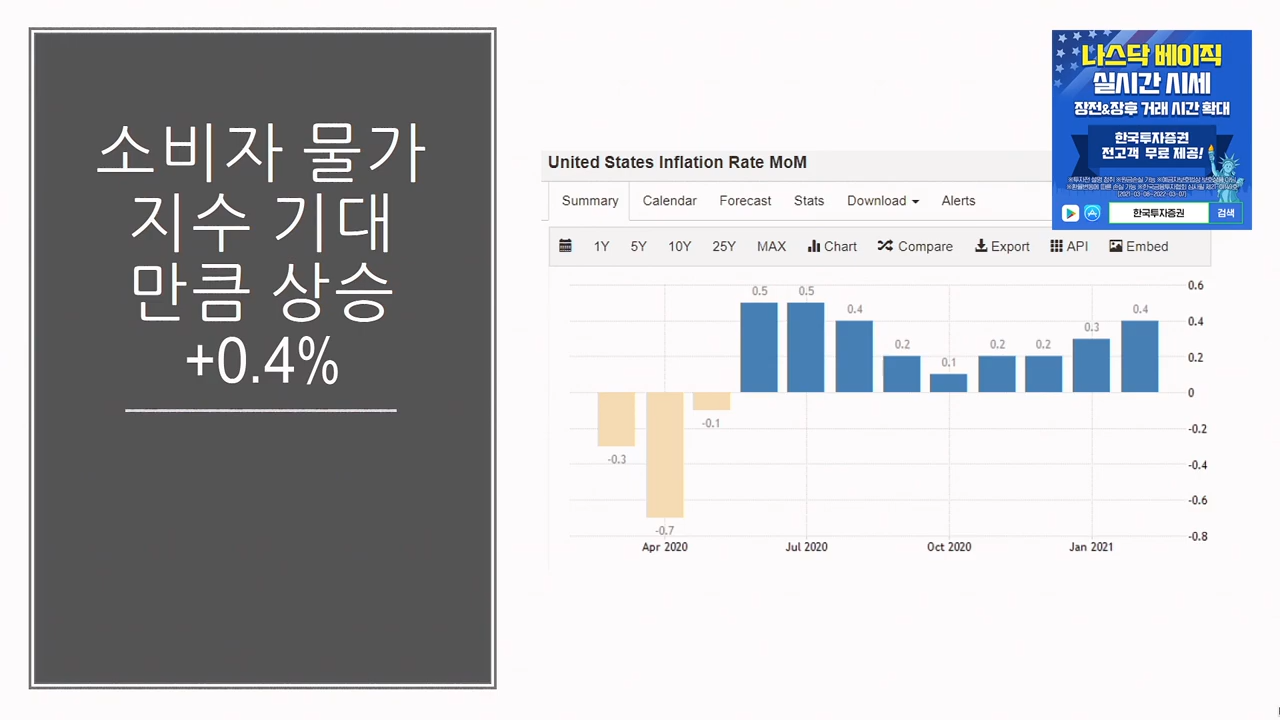 소비자 물가
지수 기대
만큼 상승
+0.4%
나스닥 베이직
실시간 시세
장전&장후 거래 시간 확대
한국투자증권
전고객 무료 제공!
(2021-03-08~2022-03-07)
한국투자증권 검색
United States Inflation Rate MoM
Summary Calendar Forecast Stats Download Alerts
1Y 5Y 10Y 25Y MAX Chart Compare Export API Embed
0.5 0.5 0.4 0.2 0.1 0.2 0.2 0.3 0.4
-0.3 -0.7 -0.1
0.6
0.4
0.2
0
-0.2
-0.4
-0.6
-0.8
Apr 2020 Jul 2020 Oct 2020 Jan 2021